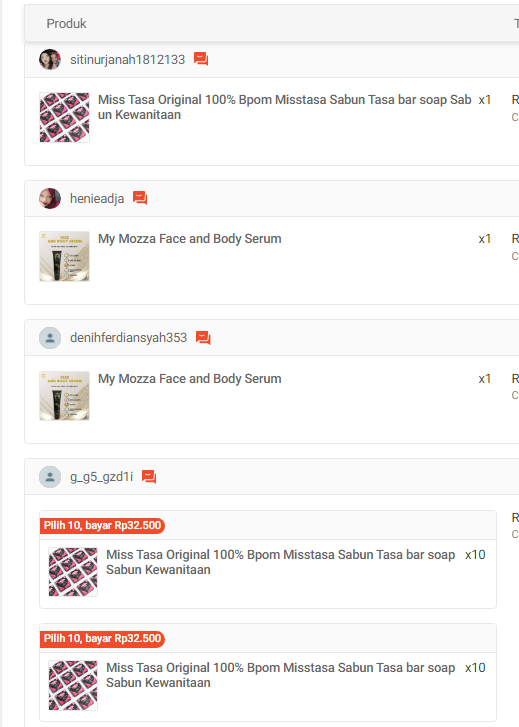 Produk T
sitinurjanah1812133
Miss Tasa Original 100% Bpom Misstasa Sabun Tasa bar soap Sab x1 R
un Kewanitaan C
henieadja
My Mozza Face and Body Serum x1 R
C
denihferdiansyah353
My Mozza Face and Body Serum x1 R
C
g_g5_gzd1i
Pilih 10, bayar Rp32.500 R
C
Miss Tasa Original 100% Bpom Misstasa Sabun Tasa bar soap x10
Sabun Kewanitaan
Pilih 10, bayar Rp32.500
Miss Tasa Original 100% Bpom Misstasa Sabun Tasa bar soap x10
Sabun Kewanitaan